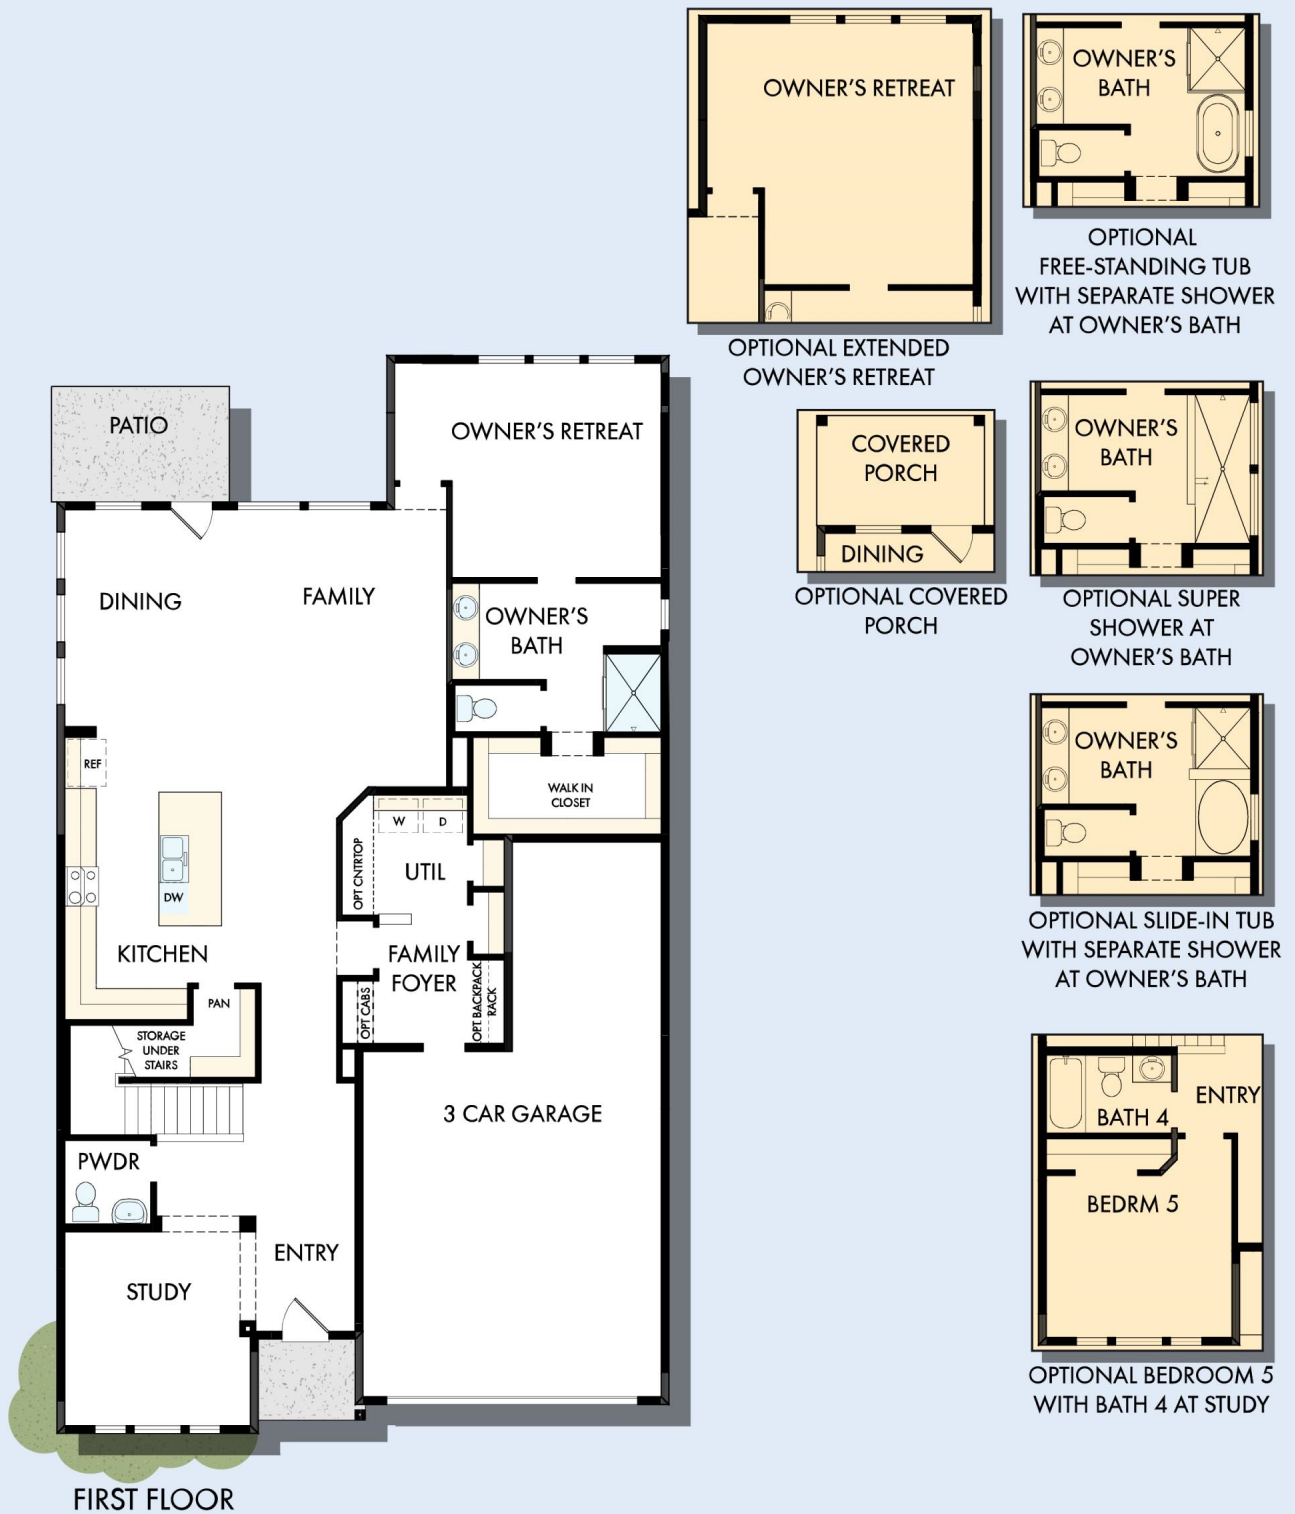 OWNER'S RETREAT
OPTIONAL EXTENDED
OWNER'S RETREAT
OWNER'S
BATH
OPTIONAL
FREE-STANDING TUB
WITH SEPARATE SHOWER
AT OWNER'S BATH
PATIO
OWNER'S RETREAT
COVERED
PORCH
DINING
OPTIONAL COVERED
PORCH
OWNER'S
BATH
OPTIONAL SUPER
SHOWER AT
OWNER'S BATH
DINING
FAMILY
OWNER'S
BATH
REF
WALK IN
CLOSET
W
D
OPT CNTRTOP
UTIL
DW
KITCHEN
FAMILY
FOYER
PAN
OPT CABS
OPT BACKPACK
RACK
STORAGE
UNDER
STAIRS
3 CAR GARAGE
PWDR
ENTRY
STUDY
OWNER'S
BATH
OPTIONAL SLIDE-IN TUB
WITH SEPARATE SHOWER
AT OWNER'S BATH
ENTRY
BATH 4
BEDRM 5
OPTIONAL BEDROOM 5
WITH BATH 4 AT STUDY
FIRST FLOOR